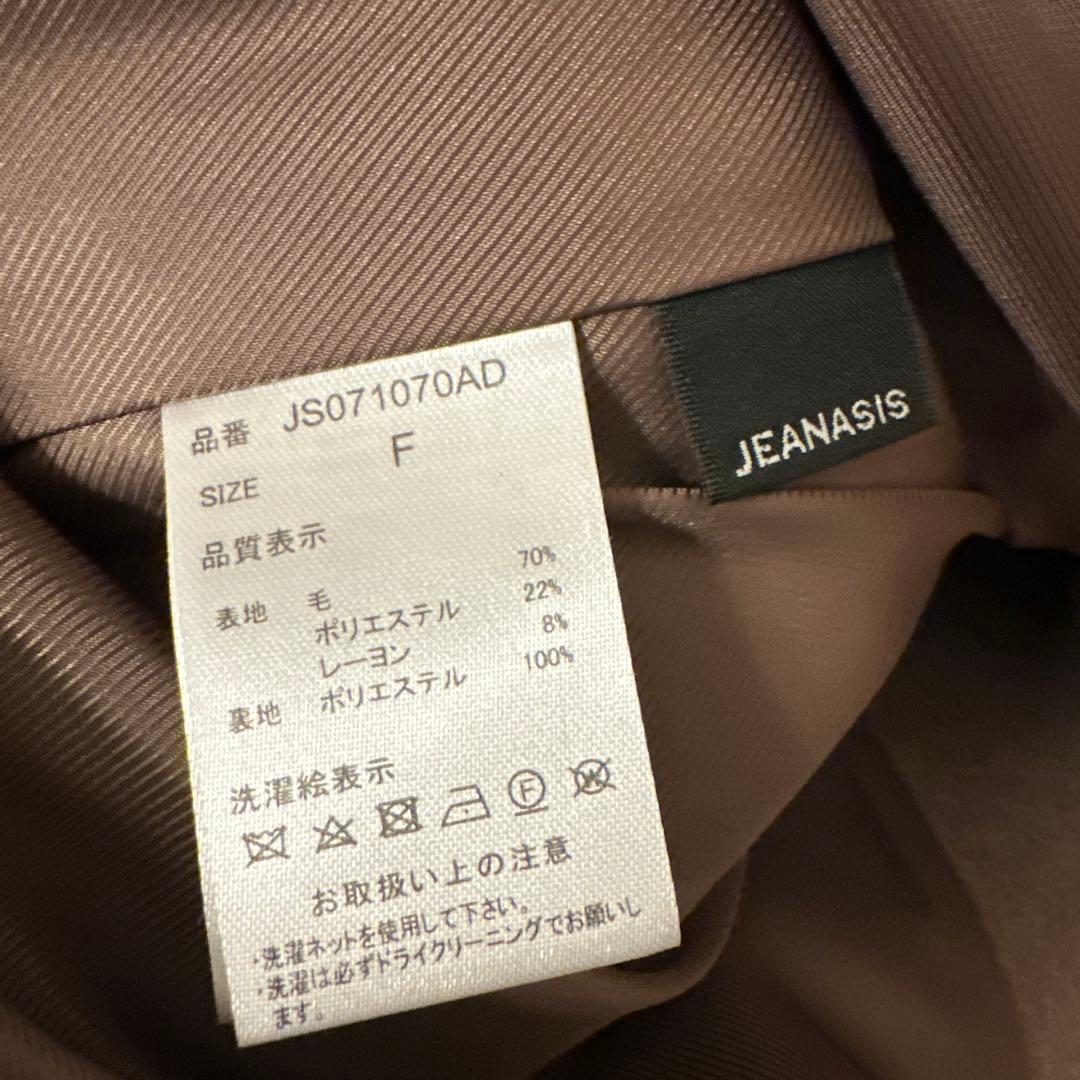 品番 JS071070AD
SIZE F
品質表示
表地 毛 70%
ポリエステル 22%
レーヨン 8%
裏地 ポリエステル 100%
洗濯絵表示
F W
お取扱い上の注意
・洗濯ネットを使用して下さい。
・洗濯は必ずドライクリーニングでお願いし
ます。
JEANASIS